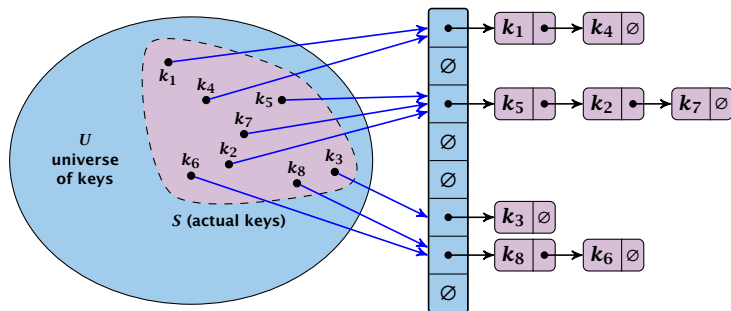 k1
k4
k5
k7
k2
k6
k8
k3
U
universe
of keys
S (actual keys)
∅
∅
∅
∅
k1
k4 ∅
k5
k2
k7 ∅
k3 ∅
k8
k6 ∅